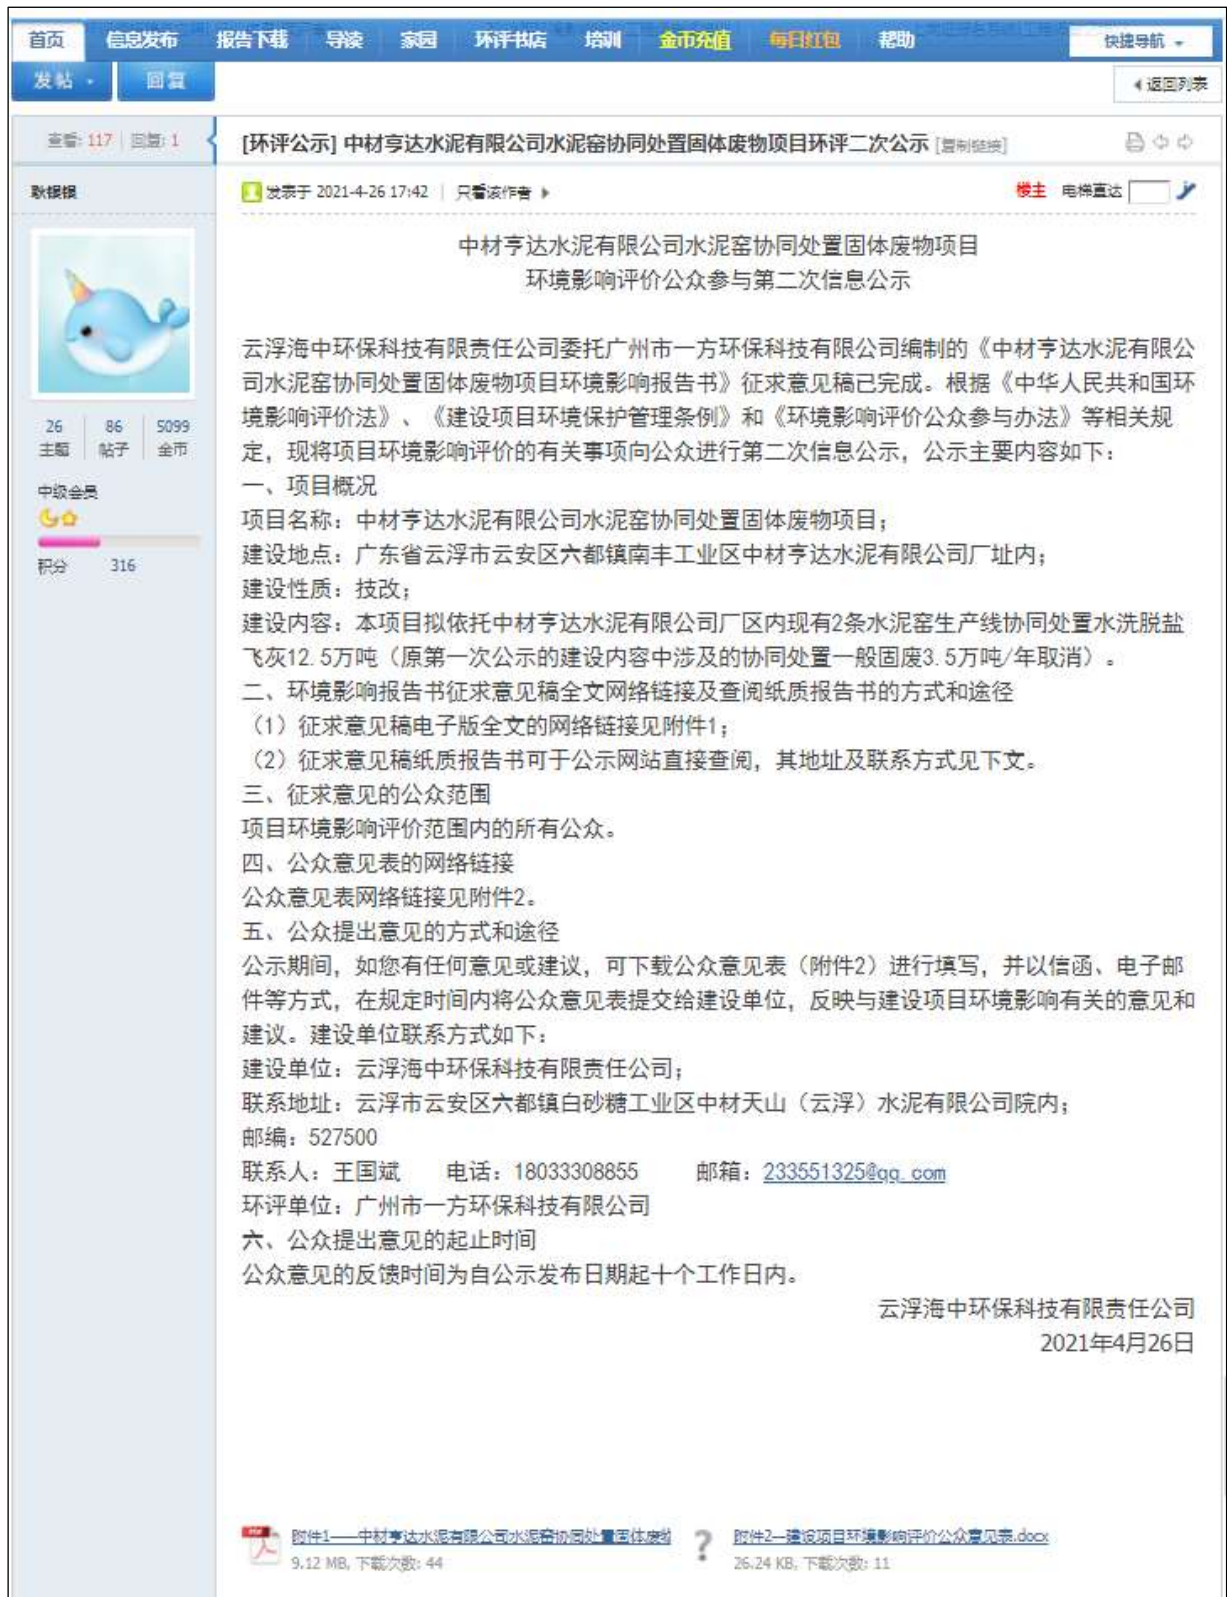 首页 信息发布 报告下载 导读 家园 环评书店 培训 金币充值 每日红包 帮助 快捷导航
发帖 回复 返回列表
查看: 117 | 回复: 1
[环评公示] 中材亨达水泥有限公司水泥窑协同处置固体废物项目环评二次公示 [复制链接]
耿银银
发表于 2021-4-26 17:42 | 只看该作者
楼主 电梯直达
26 86 5099
主题 帖子 金币
中级会员
积分 316
中材亨达水泥有限公司水泥窑协同处置固体废物项目
环境影响评价公众参与第二次信息公示
云浮海中环保科技有限责任公司委托广州市一方环保科技有限公司编制的《中材亨达水泥有限公
司水泥窑协同处置固体废物项目环境影响报告书》征求意见稿已完成。根据《中华人民共和国环
境影响评价法》、《建设项目环境保护管理条例》和《环境影响评价公众参与办法》等相关规
定，现将项目环境影响评价的有关事项向公众进行第二次信息公示，公示主要内容如下：
一、项目概况
项目名称：中材亨达水泥有限公司水泥窑协同处置固体废物项目；
建设地点：广东省云浮市云安区六都镇南丰工业区中材亨达水泥有限公司厂址内；
建设性质：技改；
建设内容：本项目拟依托中材亨达水泥有限公司厂区内现有2条水泥窑生产线协同处置水洗脱盐
飞灰12.5万吨（原第一次公示的建设内容中涉及的协同处置一般固废3.5万吨/年取消）。
二、环境影响报告书征求意见稿全文网络链接及查阅纸质报告书的方式和途径
（1）征求意见稿电子版全文的网络链接见附件1；
（2）征求意见稿纸质报告书可于公示网站直接查阅，其地址及联系方式见下文。
三、征求意见的公众范围
项目环境影响评价范围内的所有公众。
四、公众意见表的网络链接
公众意见表网络链接见附件2。
五、公众提出意见的方式和途径
公示期间，如您有任何意见或建议，可下载公众意见表（附件2）进行填写，并以信函、电子邮
件等方式，在规定时间内将公众意见表提交给建设单位，反映与建设项目环境影响有关的意见和
建议。建设单位联系方式如下：
建设单位：云浮海中环保科技有限责任公司；
联系地址：云浮市云安区六都镇白砂糖工业区中材天山（云浮）水泥有限公司院内；
邮编：527500
联系人：王国斌 电话：18033308855 邮箱：233551325@qq.com
环评单位：广州市一方环保科技有限公司
六、公众提出意见的起止时间
公众意见的反馈时间为自公示发布日期起十个工作日内。
云浮海中环保科技有限责任公司
2021年4月26日
附件1——中材亨达水泥有限公司水泥窑协同处置固体废物
9.12 MB, 下载次数: 44
附件2—建设项目环境影响评价公众意见表.docx
26.24 KB, 下载次数: 11